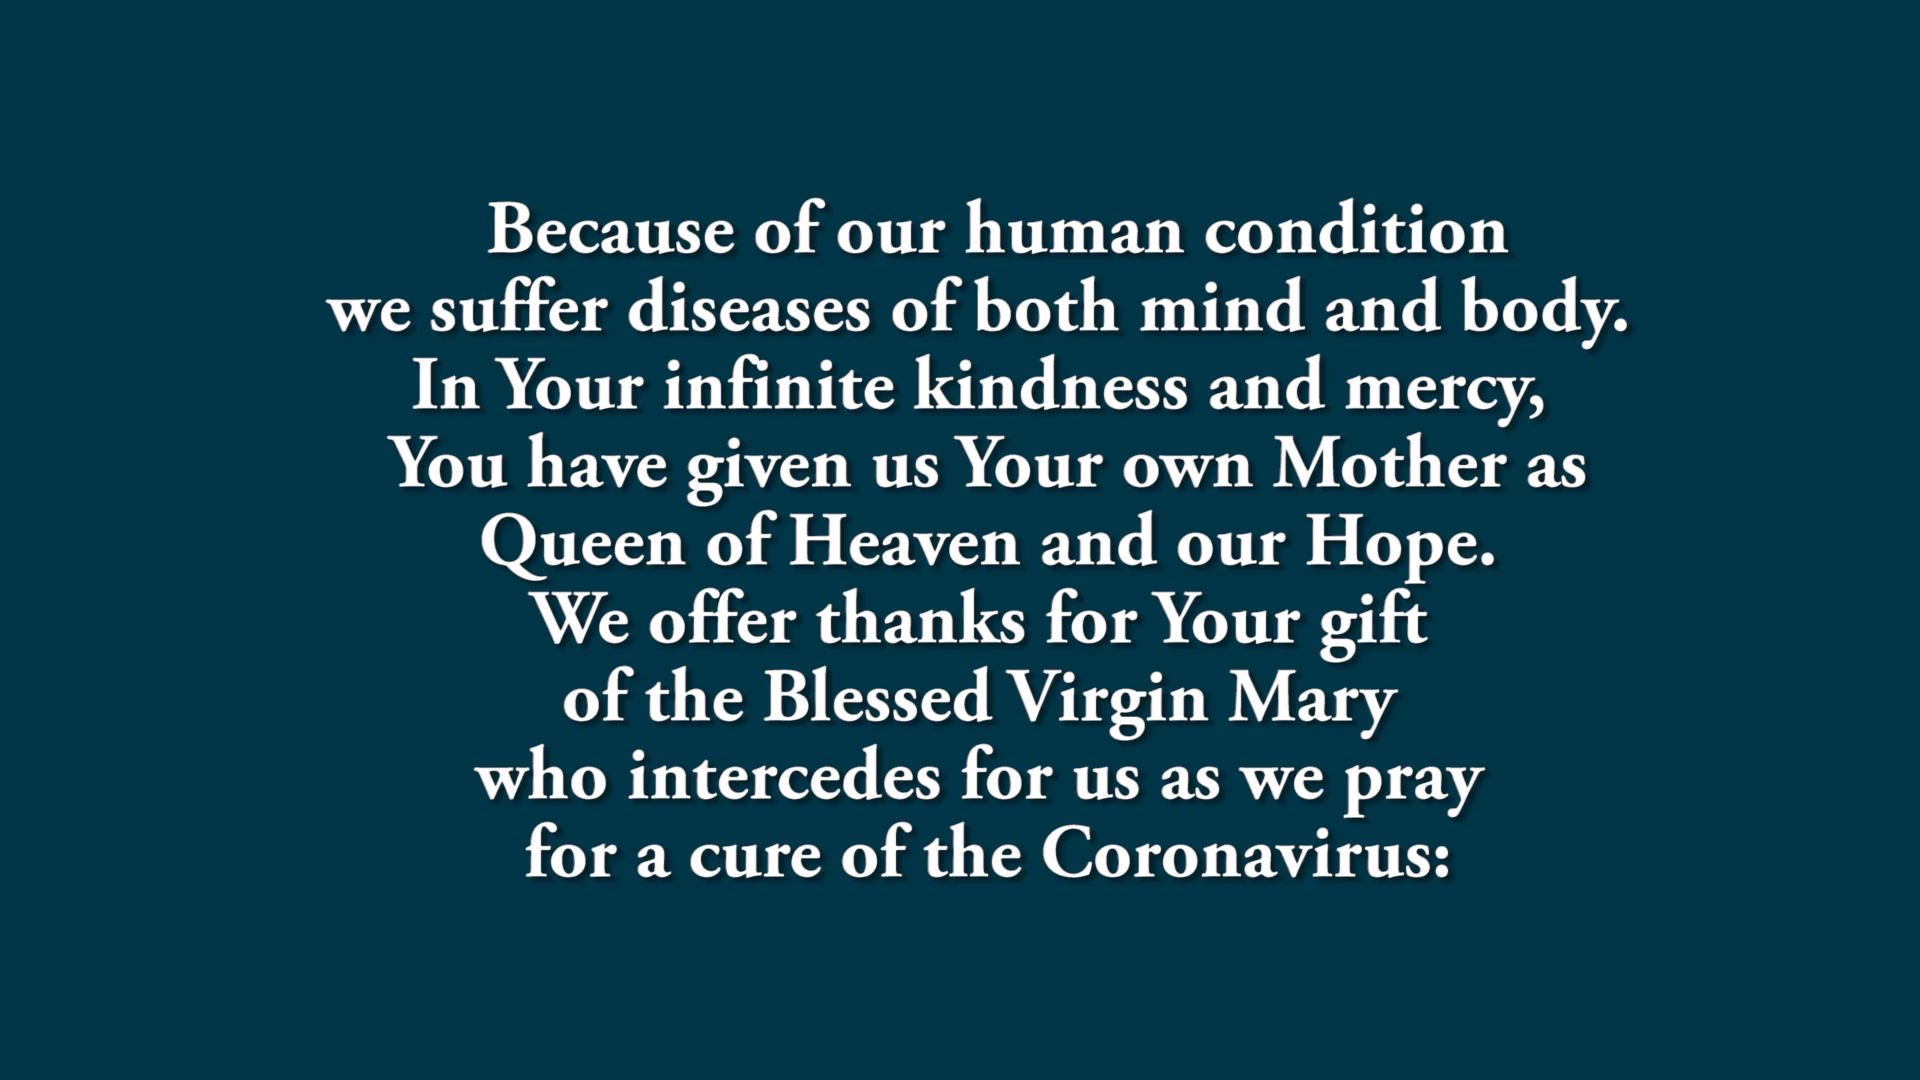 Because of our human condition
we suffer diseases of both mind and body.
In Your infinite kindness and mercy,
You have given us Your own Mother as
Queen of Heaven and our Hope.
We offer thanks for Your gift
of the Blessed Virgin Mary
who intercedes for us as we pray
for a cure of the Coronavirus: